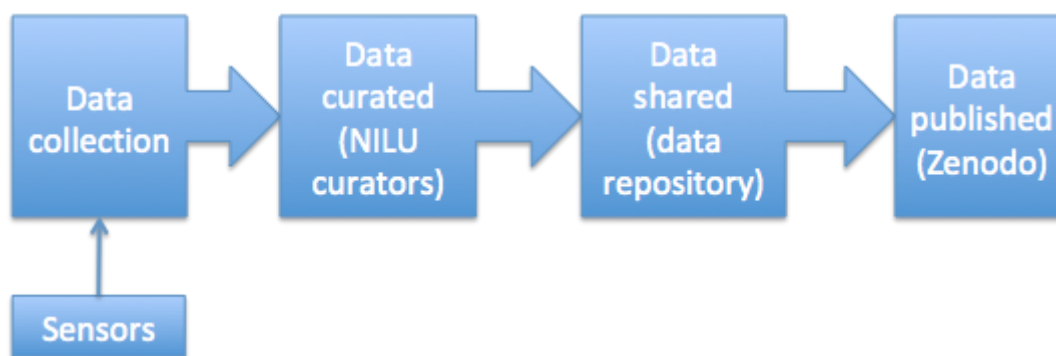 Data
collection
Data
curated
(NILU
curators)
Data
shared
(data
repository)
Data
published
(Zenodo)
Sensors